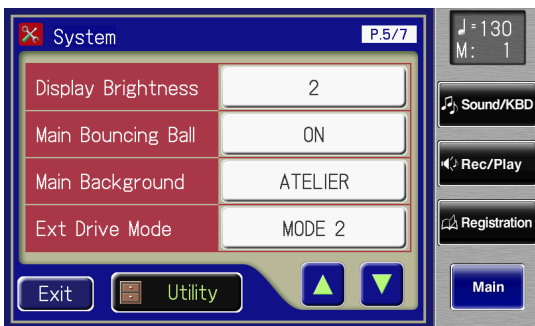 System
P.5/7
Display Brightness 2
Main Bouncing Ball ON
Main Background ATELIER
Ext Drive Mode MODE 2
Exit
Utility
♩=130
M: 1
Sound/KBD
Rec/Play
Registration
Main